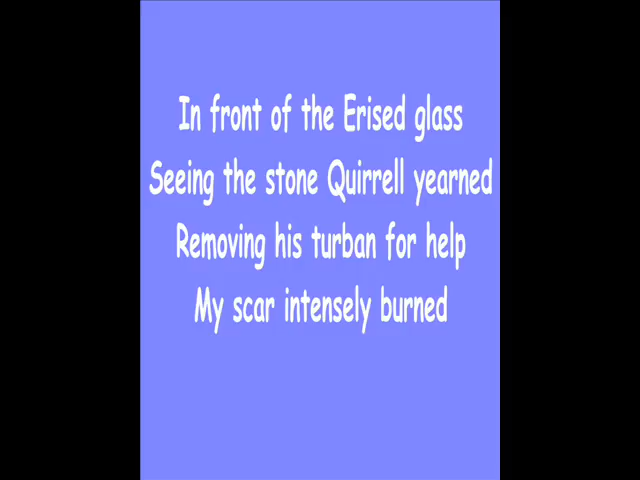 In front of the Erised glass
Seeing the stone Quirrell yearned
Removing his turban for help
My scar intensely burned